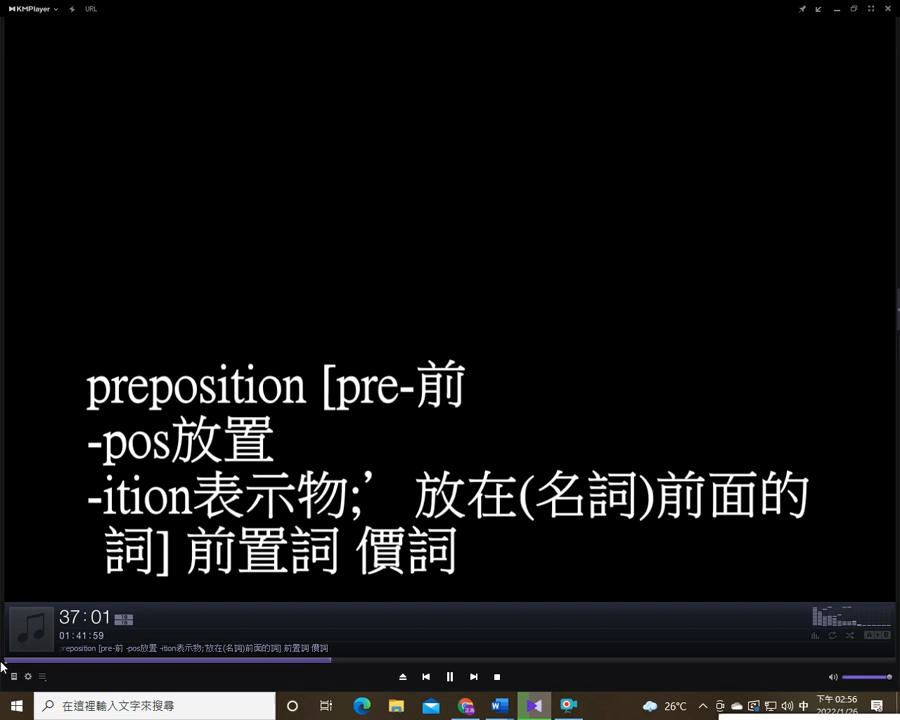 KMPlayer
URL
preposition [pre-前
-pos放置
-ition表示物;’放在(名詞)前面的
詞] 前置詞 價詞
37:01
01:41:59
reposition [pre-前 -pos放置 -ition表示物;'放在(名詞)前面的詞] 前置詞 價詞
在這裡輸入文字來搜尋
26°C
中
下午 02:56
2022/1/26